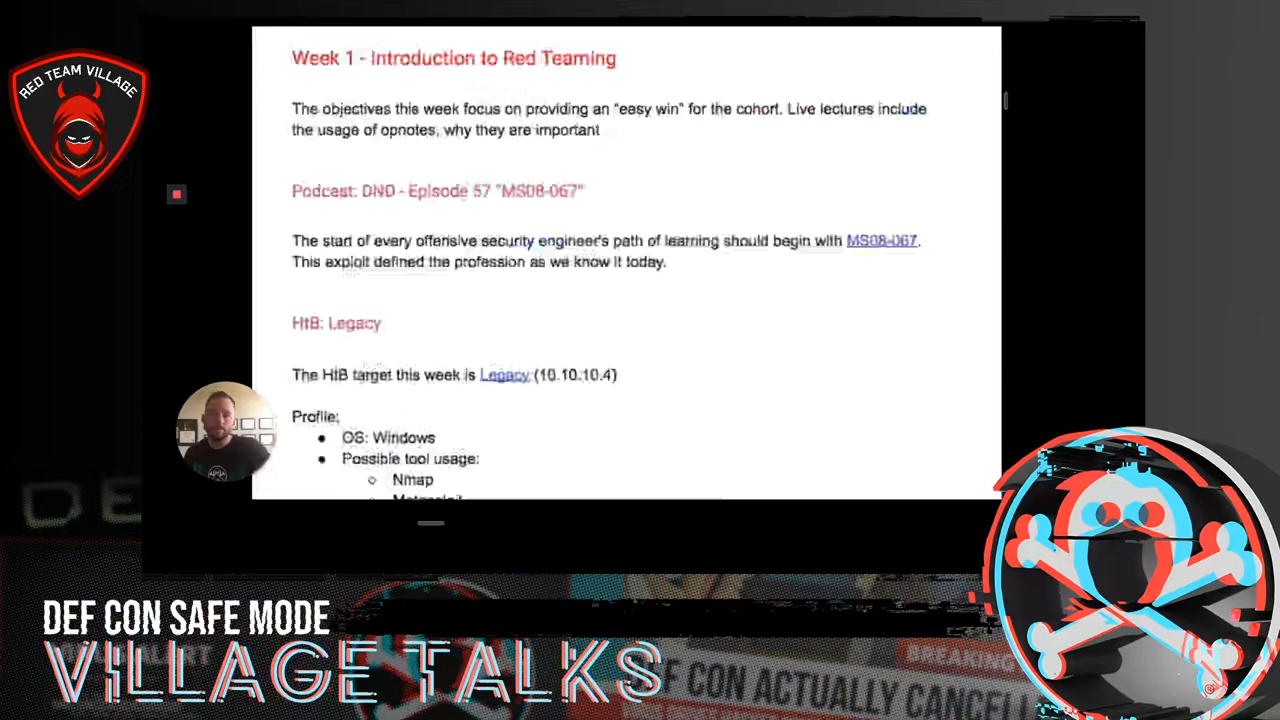 RED TEAM VILLAGE
Week 1 - Introduction to Red Teaming
The objectives this week focus on providing an "easy win" for the cohort. Live lectures include
the usage of opnotes, why they are important
Podcast: DND - Episode 57 "MS08-067"
The start of every offensive security engineer's path of learning should begin with MS08-067.
This exploit defined the profession as we know it today.
HtB: Legacy
The HtB target this week is Legacy (10.10.10.4)
Profile:
● OS: Windows
● Possible tool usage:
○ Nmap
○ Metasploit
DE
DEF CON SAFE MODE
VILLAGE TALKS
BREAKING
DEF CON ACTUALLY CANCELL